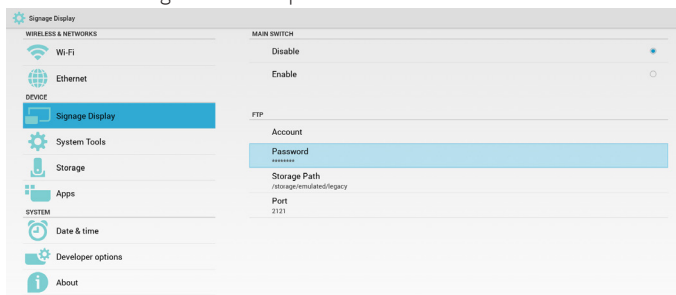 Signage Display
WIRELESS & NETWORKS
Wi-Fi
Ethernet
DEVICE
Signage Display
System Tools
Storage
Apps
SYSTEM
Date & time
Developer options
About
MAIN SWITCH
Disable
Enable
FTP
Account
Password
********
Storage Path
/storage/emulated/legacy
Port
2121